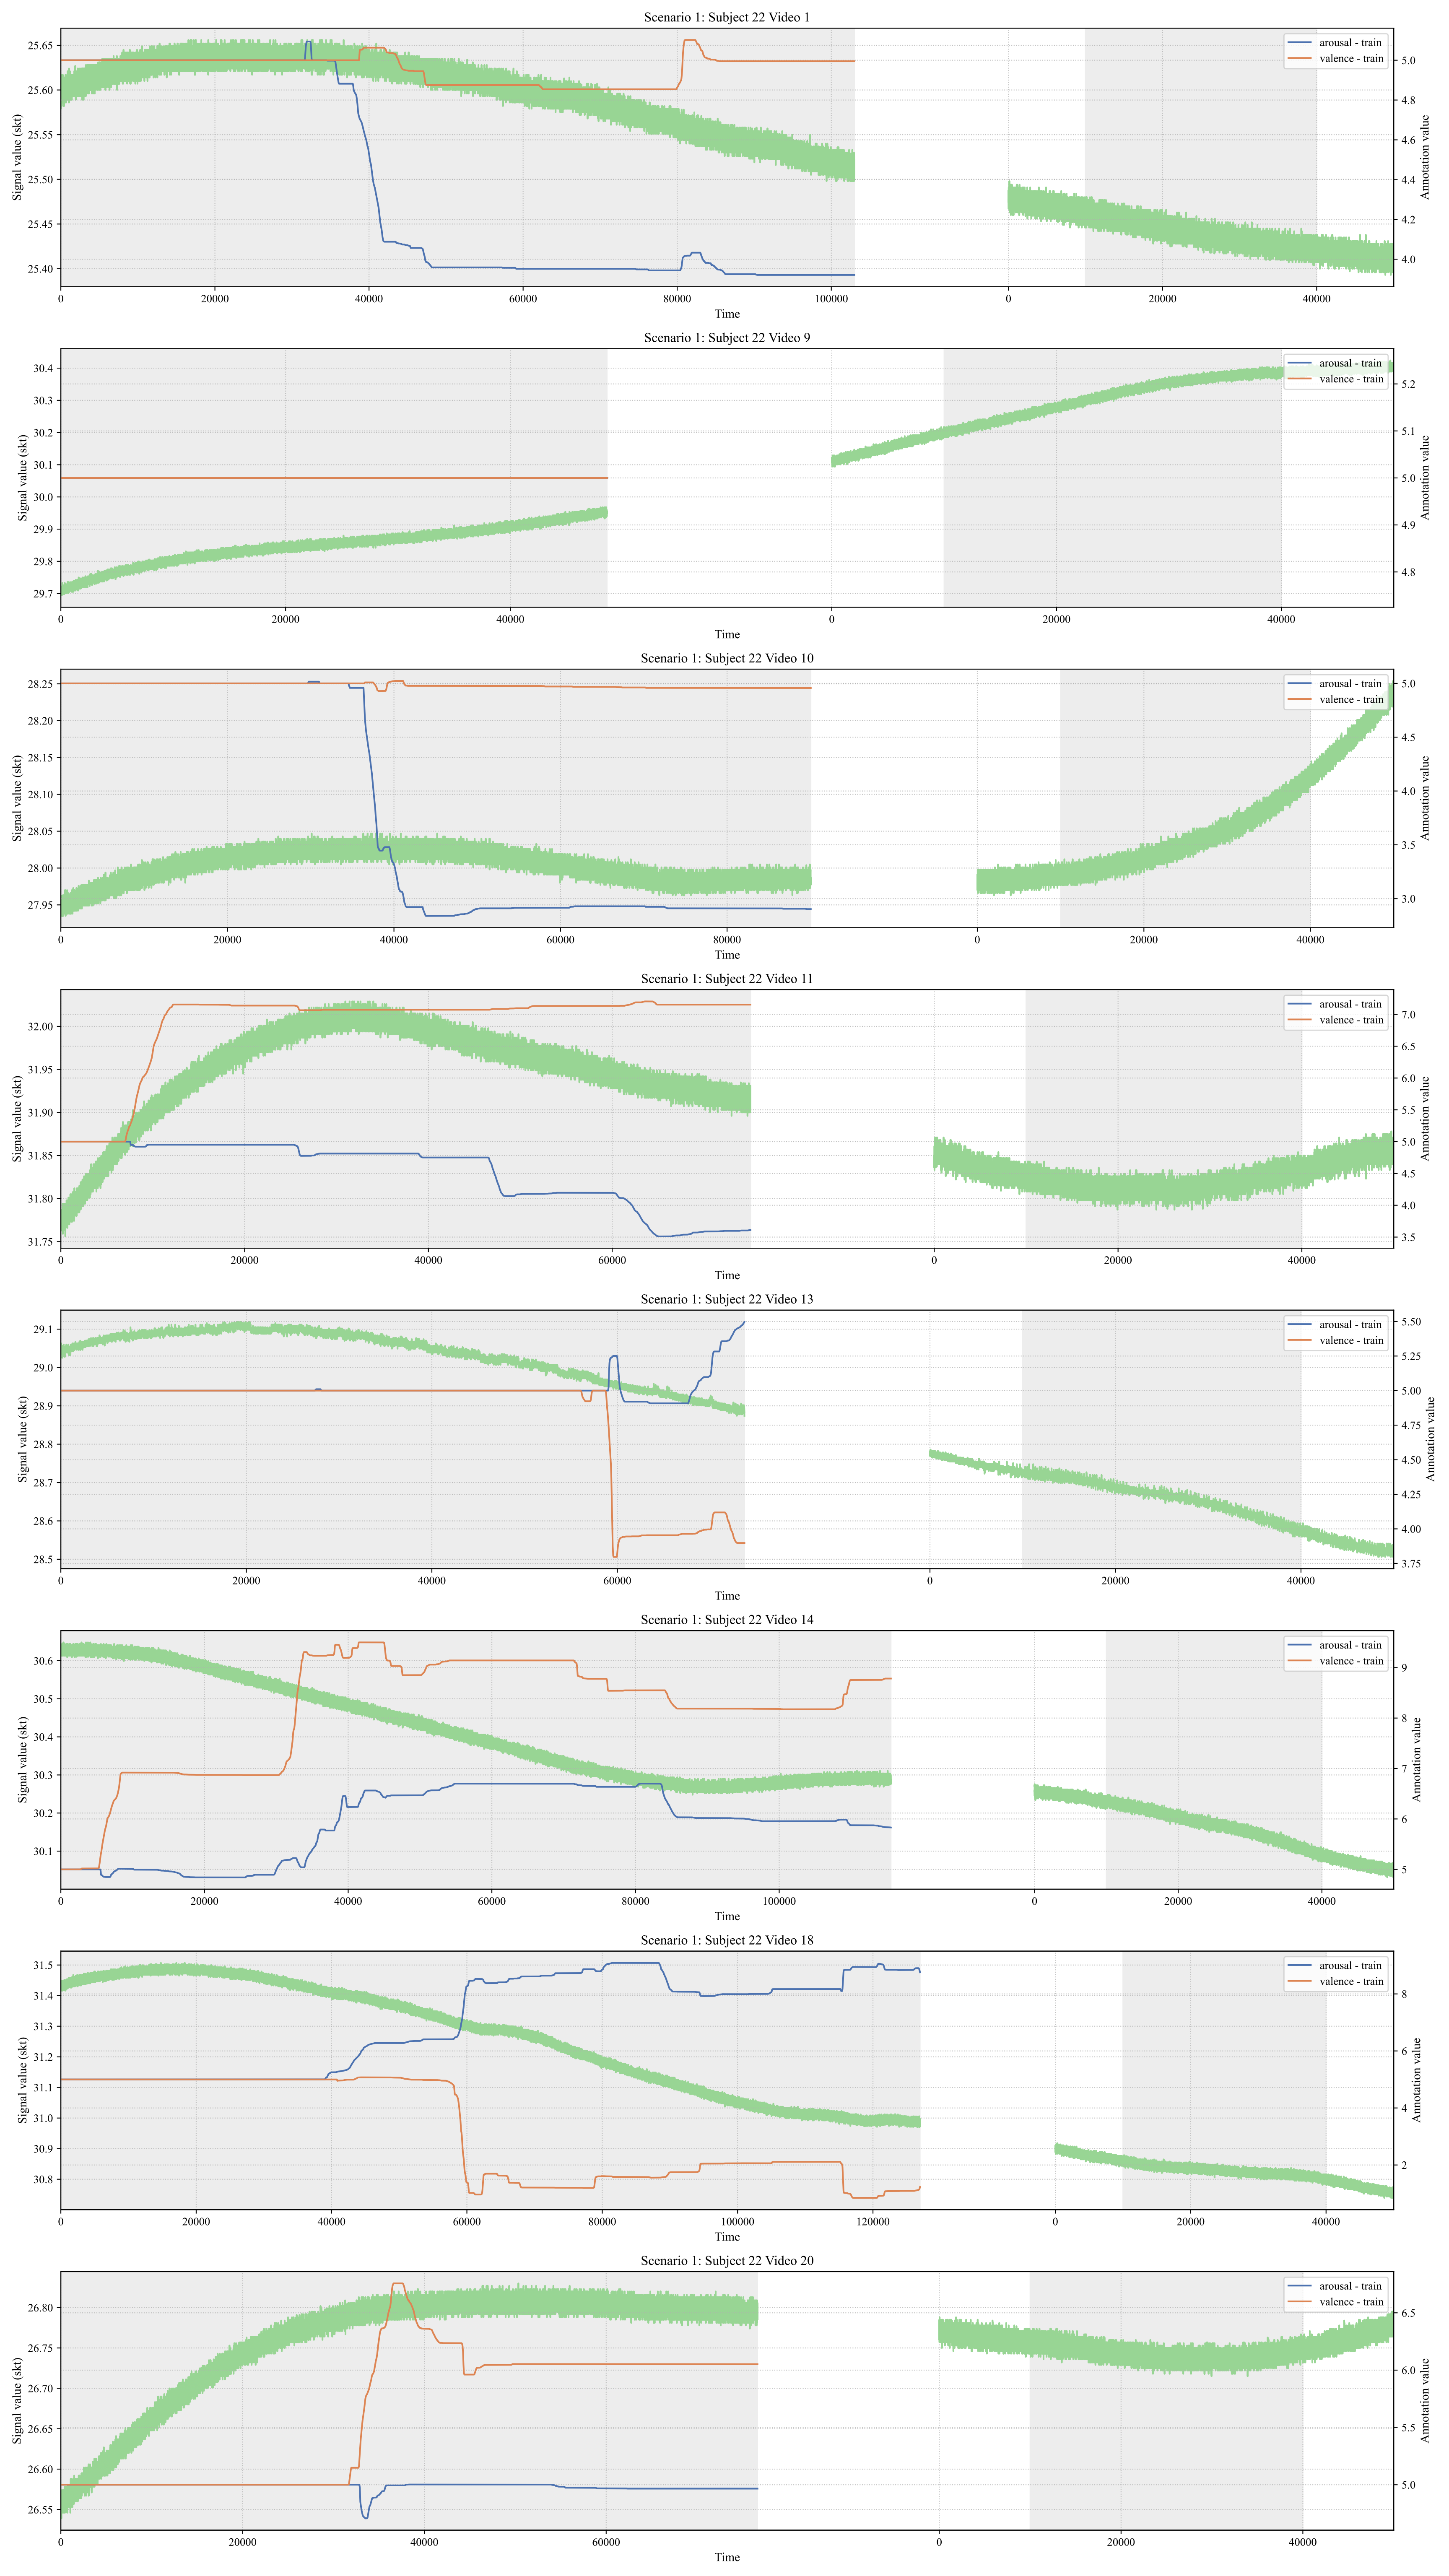 Scenario 1: Subject 22 Video 1
Signal value (skt)
25.65
25.60
25.55
25.50
25.45
25.40
arousal - train
valence - train
5.0
4.8
4.6
4.4
4.2
4.0
Annotation value
0 20000 40000 60000 80000 100000 0 20000 40000
Time
Scenario 1: Subject 22 Video 9
Signal value (skt)
30.4
30.3
30.2
30.1
30.0
29.9
29.8
29.7
arousal - train
valence - train
5.2
5.1
5.0
4.9
4.8
Annotation value
0 20000 40000 0 20000 40000
Time
Scenario 1: Subject 22 Video 10
Signal value (skt)
28.25
28.20
28.15
28.10
28.05
28.00
27.95
arousal - train
valence - train
5.0
4.5
4.0
3.5
3.0
Annotation value
0 20000 40000 60000 80000 0 20000 40000
Time
Scenario 1: Subject 22 Video 11
Signal value (skt)
32.00
31.95
31.90
31.85
31.80
31.75
arousal - train
valence - train
7.0
6.5
6.0
5.5
5.0
4.5
4.0
3.5
Annotation value
0 20000 40000 60000 0 20000 40000
Time
Scenario 1: Subject 22 Video 13
Signal value (skt)
29.1
29.0
28.9
28.8
28.7
28.6
28.5
arousal - train
valence - train
5.50
5.25
5.00
4.75
4.50
4.25
4.00
3.75
Annotation value
0 20000 40000 60000 0 20000 40000
Time
Scenario 1: Subject 22 Video 14
Signal value (skt)
30.6
30.5
30.4
30.3
30.2
30.1
arousal - train
valence - train
9
8
7
6
5
Annotation value
0 20000 40000 60000 80000 100000 0 20000 40000
Time
Scenario 1: Subject 22 Video 18
Signal value (skt)
31.5
31.4
31.3
31.2
31.1
31.0
30.9
30.8
arousal - train
valence - train
8
6
4
2
Annotation value
0 20000 40000 60000 80000 100000 120000 0 20000 40000
Time
Scenario 1: Subject 22 Video 20
Signal value (skt)
26.80
26.75
26.70
26.65
26.60
26.55
arousal - train
valence - train
6.5
6.0
5.5
5.0
Annotation value
0 20000 40000 60000 0 20000 40000
Time